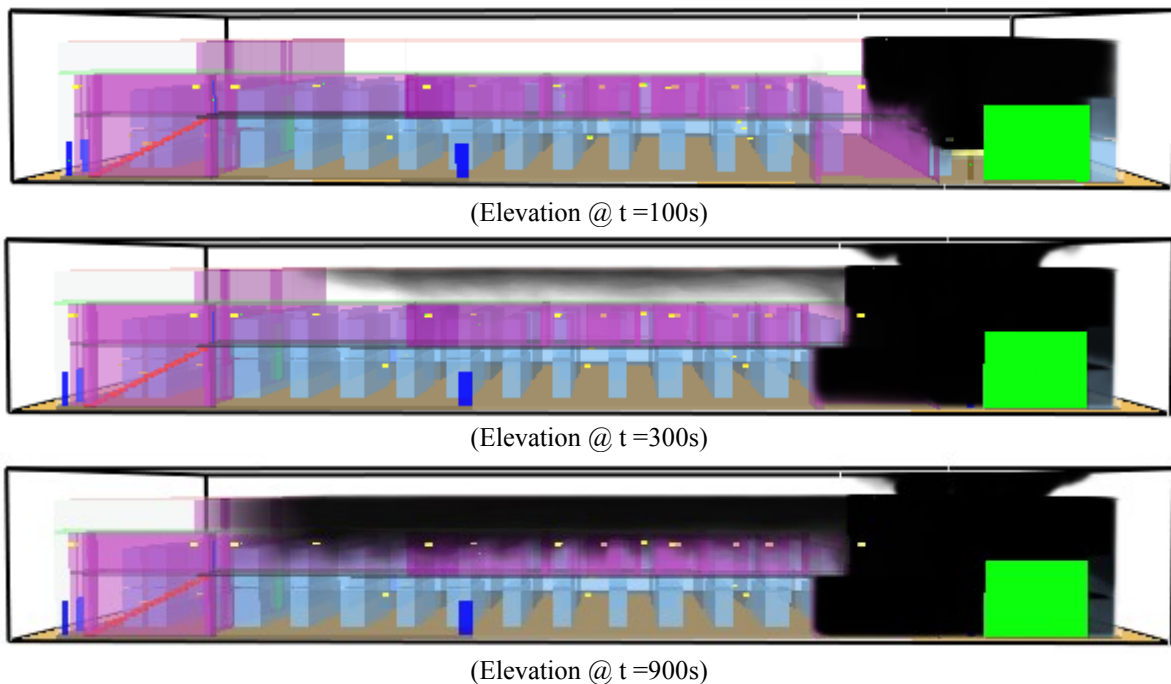 (Elevation @ t =100s)
(Elevation @ t =300s)
(Elevation @ t =900s)